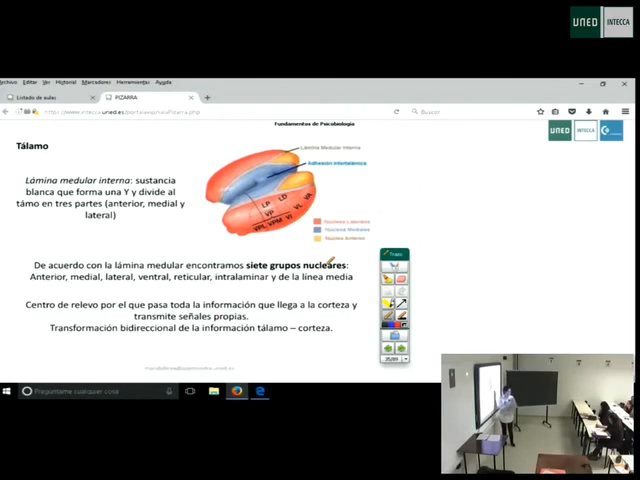 UNED INTECCA
Archivo Editar Ver Historial Marcadores Herramientas Ayuda
Listado de aulas
PIZARRA
Buscar
Fundamentos de Psicobiología
UNED INTECCA
Tálamo
Lámina Medular Interna
Adhesión Intertalámica
Lámina medular interna: sustancia
blanca que forma una Y y divide al
támo en tres partes (anterior, medial y
lateral)
LP LD VA
VP VL
VPL VPM VI
Núcleos Laterales
Núcleos Mediales
Núcleo Anterior
Trazo
De acuerdo con la lámina medular encontramos siete grupos nucleares:
Anterior, medial, lateral, ventral, reticular, intralaminar y de la línea media
Centro de relevo por el que pasa toda la información que llega a la corteza y
transmite señales propias.
Transformación bidireccional de la información tálamo – corteza.
Pregúntame cualquier cosa